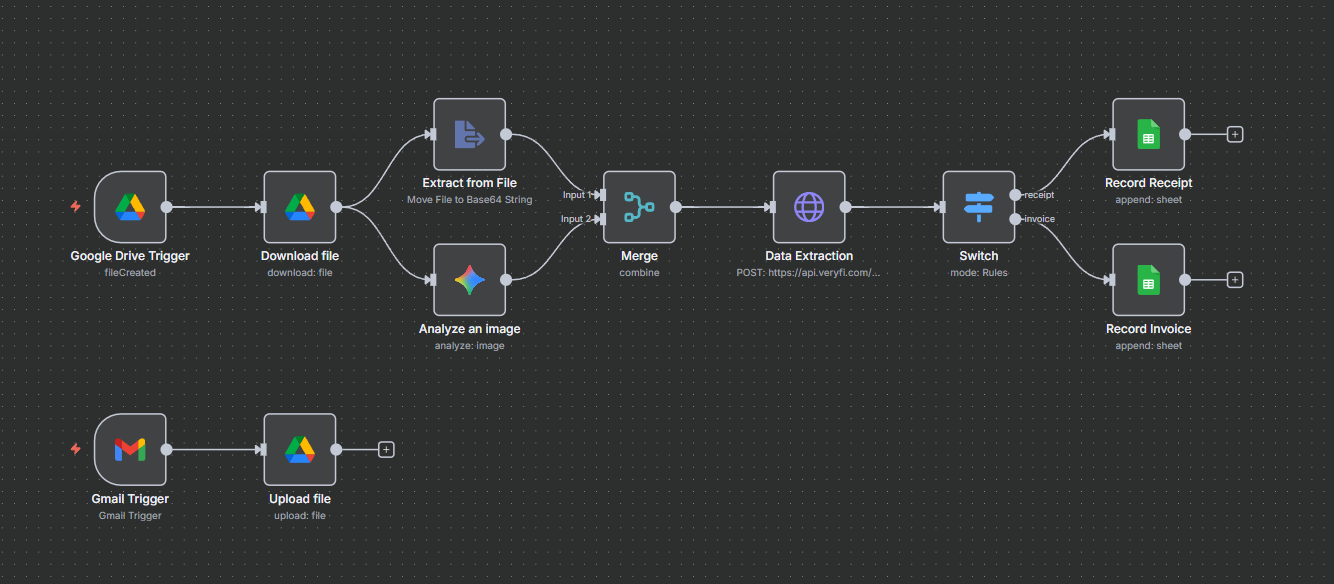 Extract from File
Move File to Base64 String
Google Drive Trigger
fileCreated
Download file
download: file
Analyze an image
analyze: image
Input 1
Input 2
Merge
combine
Data Extraction
POST: https://api.veryfi.com/...
Switch
mode: Rules
receipt
invoice
Record Receipt
append: sheet
Record Invoice
append: sheet
Gmail Trigger
Gmail Trigger
Upload file
upload: file